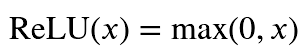 ReLU(x) = max(0, x)